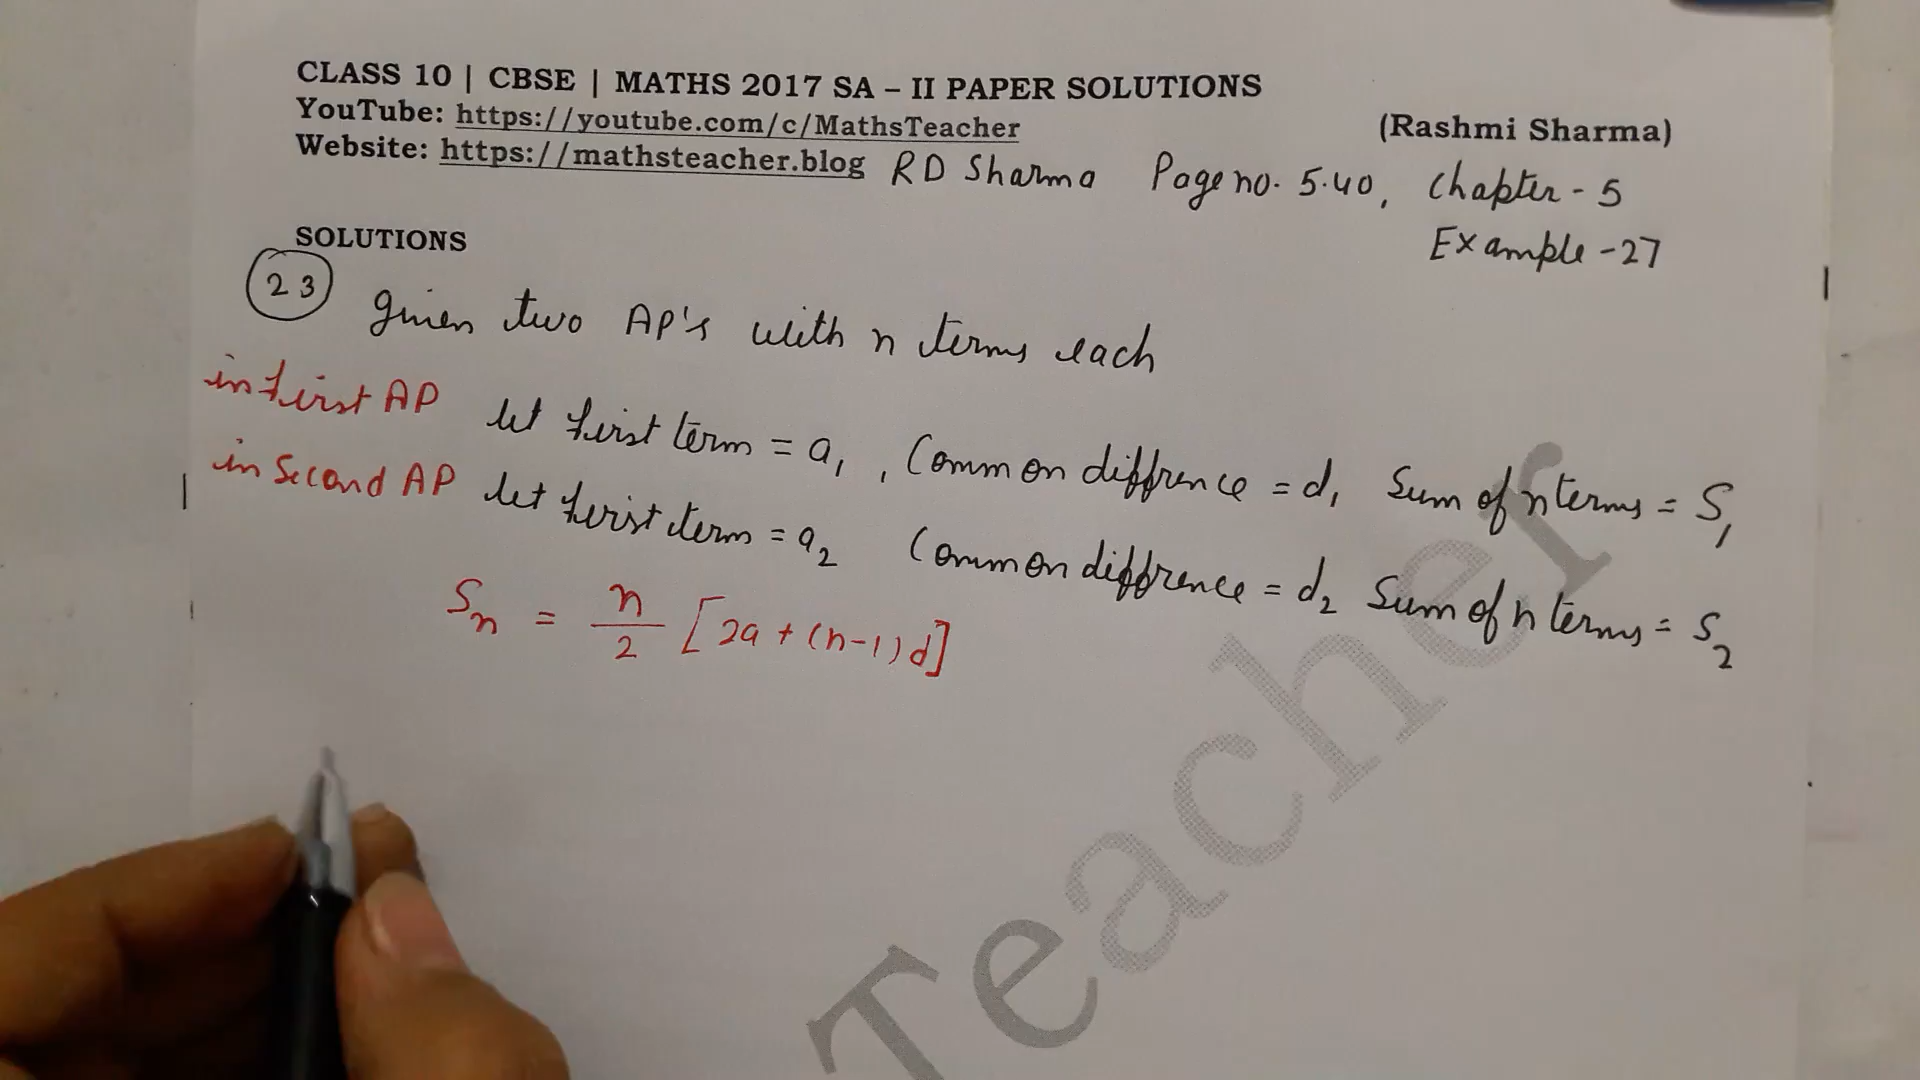 CLASS 10 | CBSE | MATHS 2017 SA – II PAPER SOLUTIONS
YouTube: https://youtube.com/c/MathsTeacher (Rashmi Sharma)
Website: https://mathsteacher.blog RD Sharma Page no. 5.40, Chapter - 5
Example - 27
SOLUTIONS
23 given two AP's with n terms each
in first AP let first term = a₁, Common diffrence = d₁ Sum of n terms = S₁
in second AP let first term = a₂ Common diffrence = d₂ Sum of n terms = S₂
Sₙ = n/2 [2a + (n-1)d]
Teacher